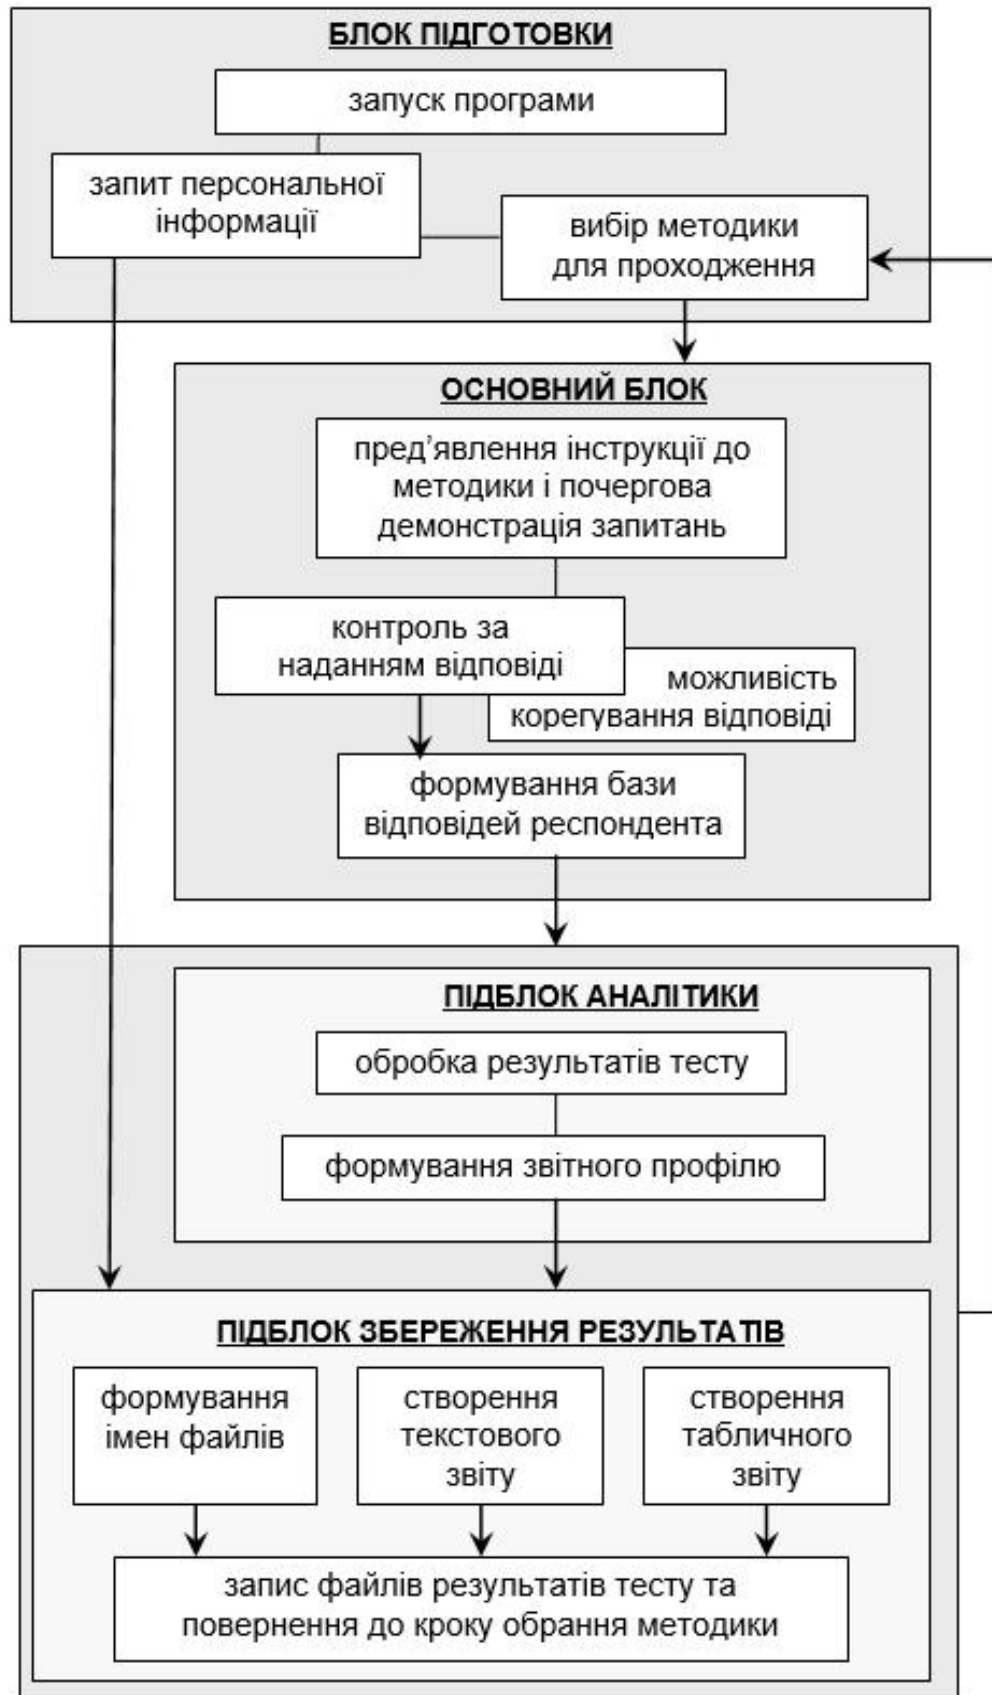 БЛОК ПІДГОТОВКИ
запуск програми
запит персональної
інформації
вибір методики
для проходження
ОСНОВНИЙ БЛОК
пред’явлення інструкції до
методики і почергова
демонстрація запитань
контроль за
наданням відповіді
можливість
корегування відповіді
формування бази
відповідей респондента
ПІДБЛОК АНАЛІТИКИ
обробка результатів тесту
формування звітного профілю
ПІДБЛОК ЗБЕРЕЖЕННЯ РЕЗУЛЬТАТІВ
формування
імен файлів
створення
текстового
звіту
створення
табличного
звіту
запис файлів результатів тесту та
повернення до кроку обрання методики